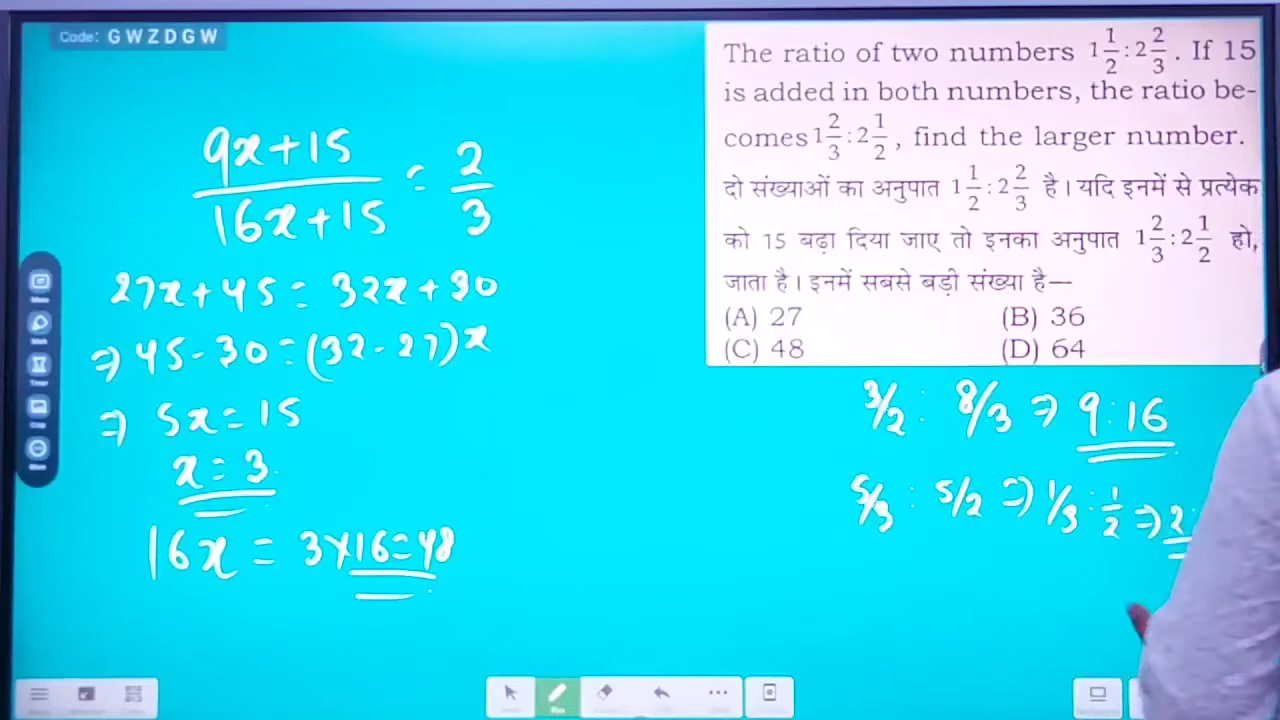 Code: G W Z D G W
The ratio of two numbers 1 1/2 : 2 2/3. If 15
is added in both numbers, the ratio be-
comes 1 2/3 : 2 1/2, find the larger number.
दो संख्याओं का अनुपात 1 1/2 : 2 2/3 है। यदि इनमें से प्रत्येक
को 15 बढ़ा दिया जाए तो इनका अनुपात 1 2/3 : 2 1/2 हो,
जाता है। इनमें सबसे बड़ी संख्या है—
(A) 27 (B) 36
(C) 48 (D) 64
9x+15/16x+15 = 2/3
27x+45 = 32x+30
⇒ 45-30 = (32-27)x
⇒ 5x = 15
x = 3
16x = 3×16=48
3/2 : 8/3 ⇒ 9:16
5/3 : 5/2 ⇒ 1/3 : 1/2 ⇒ 2: